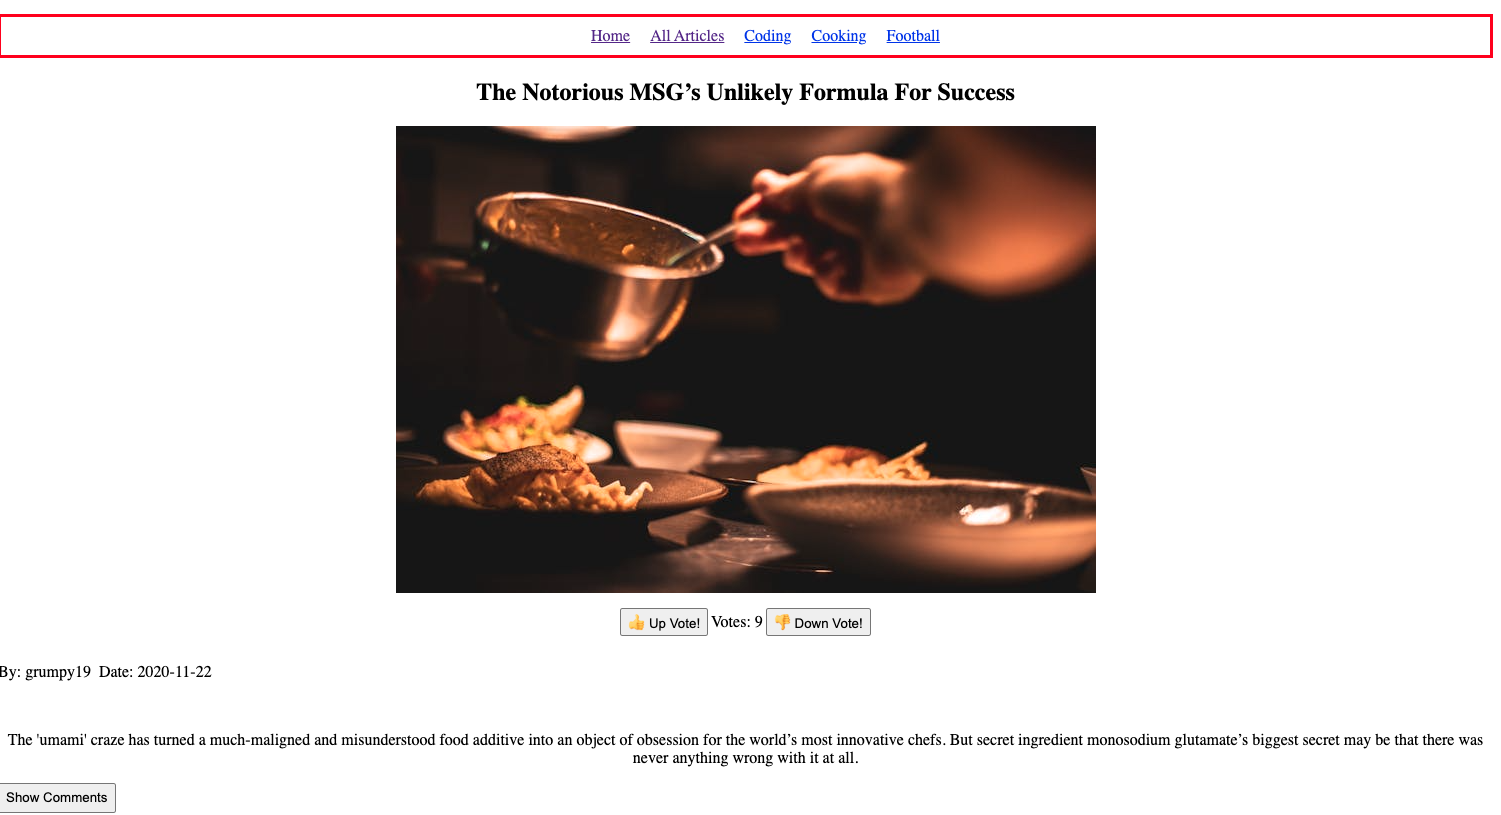 Home All Articles Coding Cooking Football
The Notorious MSG’s Unlikely Formula For Success
👍 Up Vote! Votes: 9 👎 Down Vote!
By: grumpy19 Date: 2020-11-22
The 'umami' craze has turned a much-maligned and misunderstood food additive into an object of obsession for the world’s most innovative chefs. But secret ingredient monosodium glutamate’s biggest secret may be that there was
never anything wrong with it at all.
Show Comments